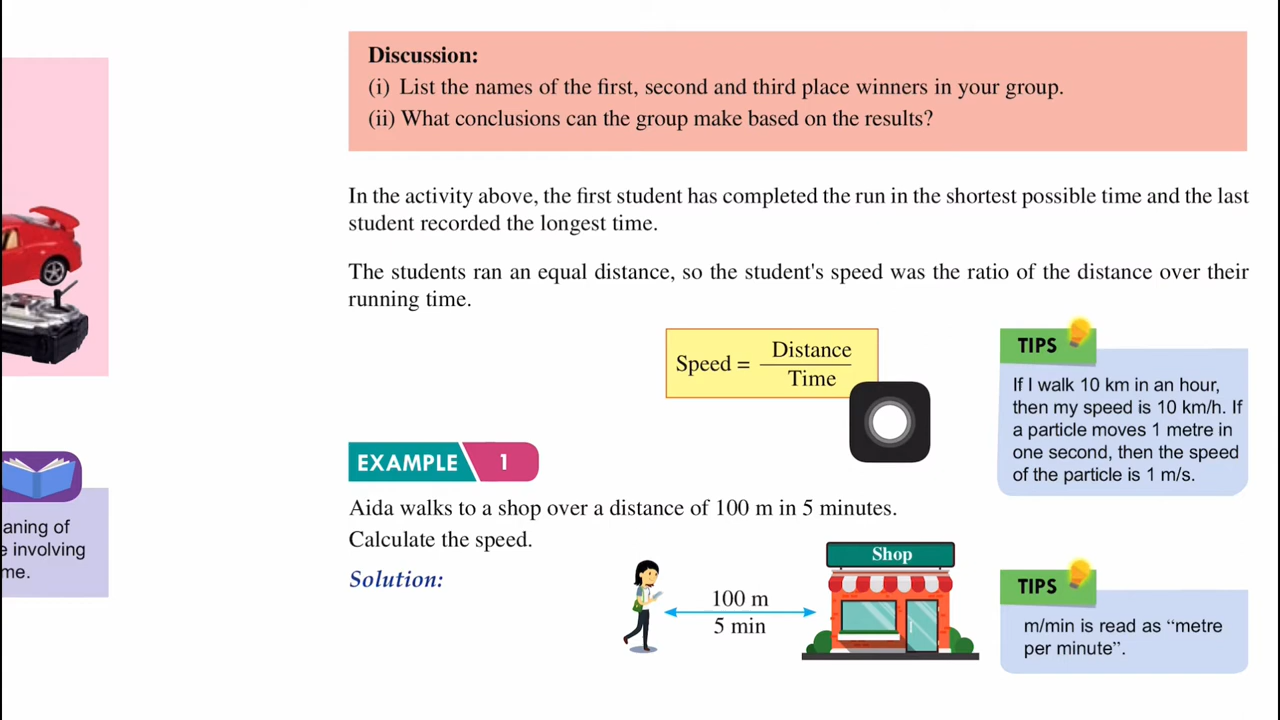 Discussion:
(i) List the names of the first, second and third place winners in your group.
(ii) What conclusions can the group make based on the results?
In the activity above, the first student has completed the run in the shortest possible time and the last
student recorded the longest time.
The students ran an equal distance, so the student's speed was the ratio of the distance over their
running time.
Speed = Distance
Time
TIPS
If I walk 10 km in an hour,
then my speed is 10 km/h. If
a particle moves 1 metre in
one second, then the speed
of the particle is 1 m/s.
EXAMPLE 1
Aida walks to a shop over a distance of 100 m in 5 minutes.
Calculate the speed.
Solution:
100 m
5 min
Shop
TIPS
m/min is read as “metre
per minute”.
aning of
e involving
me.